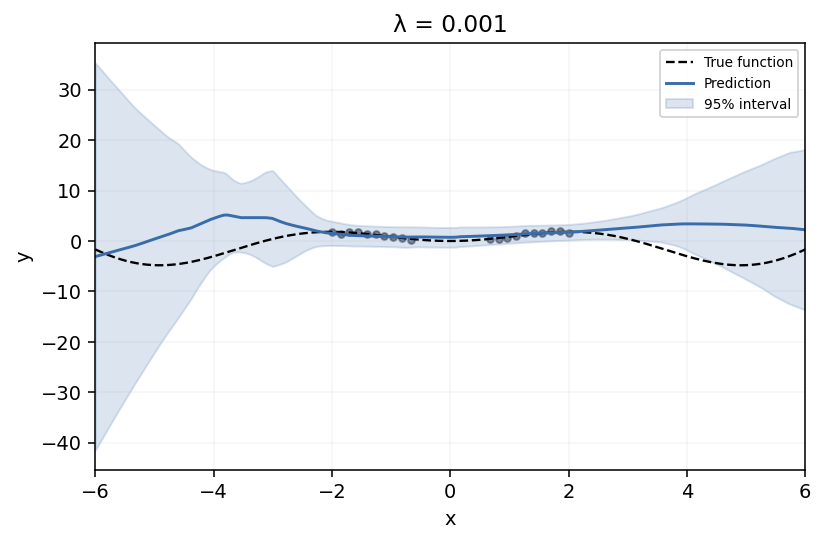 λ = 0.001
True function
Prediction
95% interval
y
30
20
10
0
−10
−20
−30
−40
−6
−4
−2
0
2
4
6
x